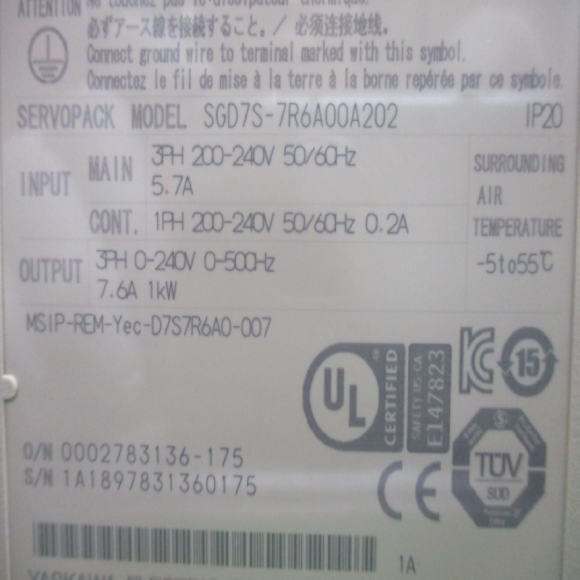 ATTENTION
必ずアース線を接続すること。/ 必须连接地线.
Connect ground wire to terminal marked with this symbol.
Connectez le fil de mise à la terre à la borne repérée par ce symbole.
SERVOPACK MODEL SGD7S-7R6A00A202 IP20
INPUT
MAIN
3PH 200-240V 50/60Hz
5.7A
CONT. 1PH 200-240V 50/60Hz 0.2A
SURROUNDING
AIR
TEMPERATURE
-5to55℃
OUTPUT
3PH 0-240V 0-500Hz
7.6A 1kW
MSIP-REM-Yec-D7S7R6A0-007
UL
CERTIFIED
SAFETY US CA
E147823
15
O/N 0002783136-175
S/N 1A1897831360175
CE
TÜV
SÜD
1A